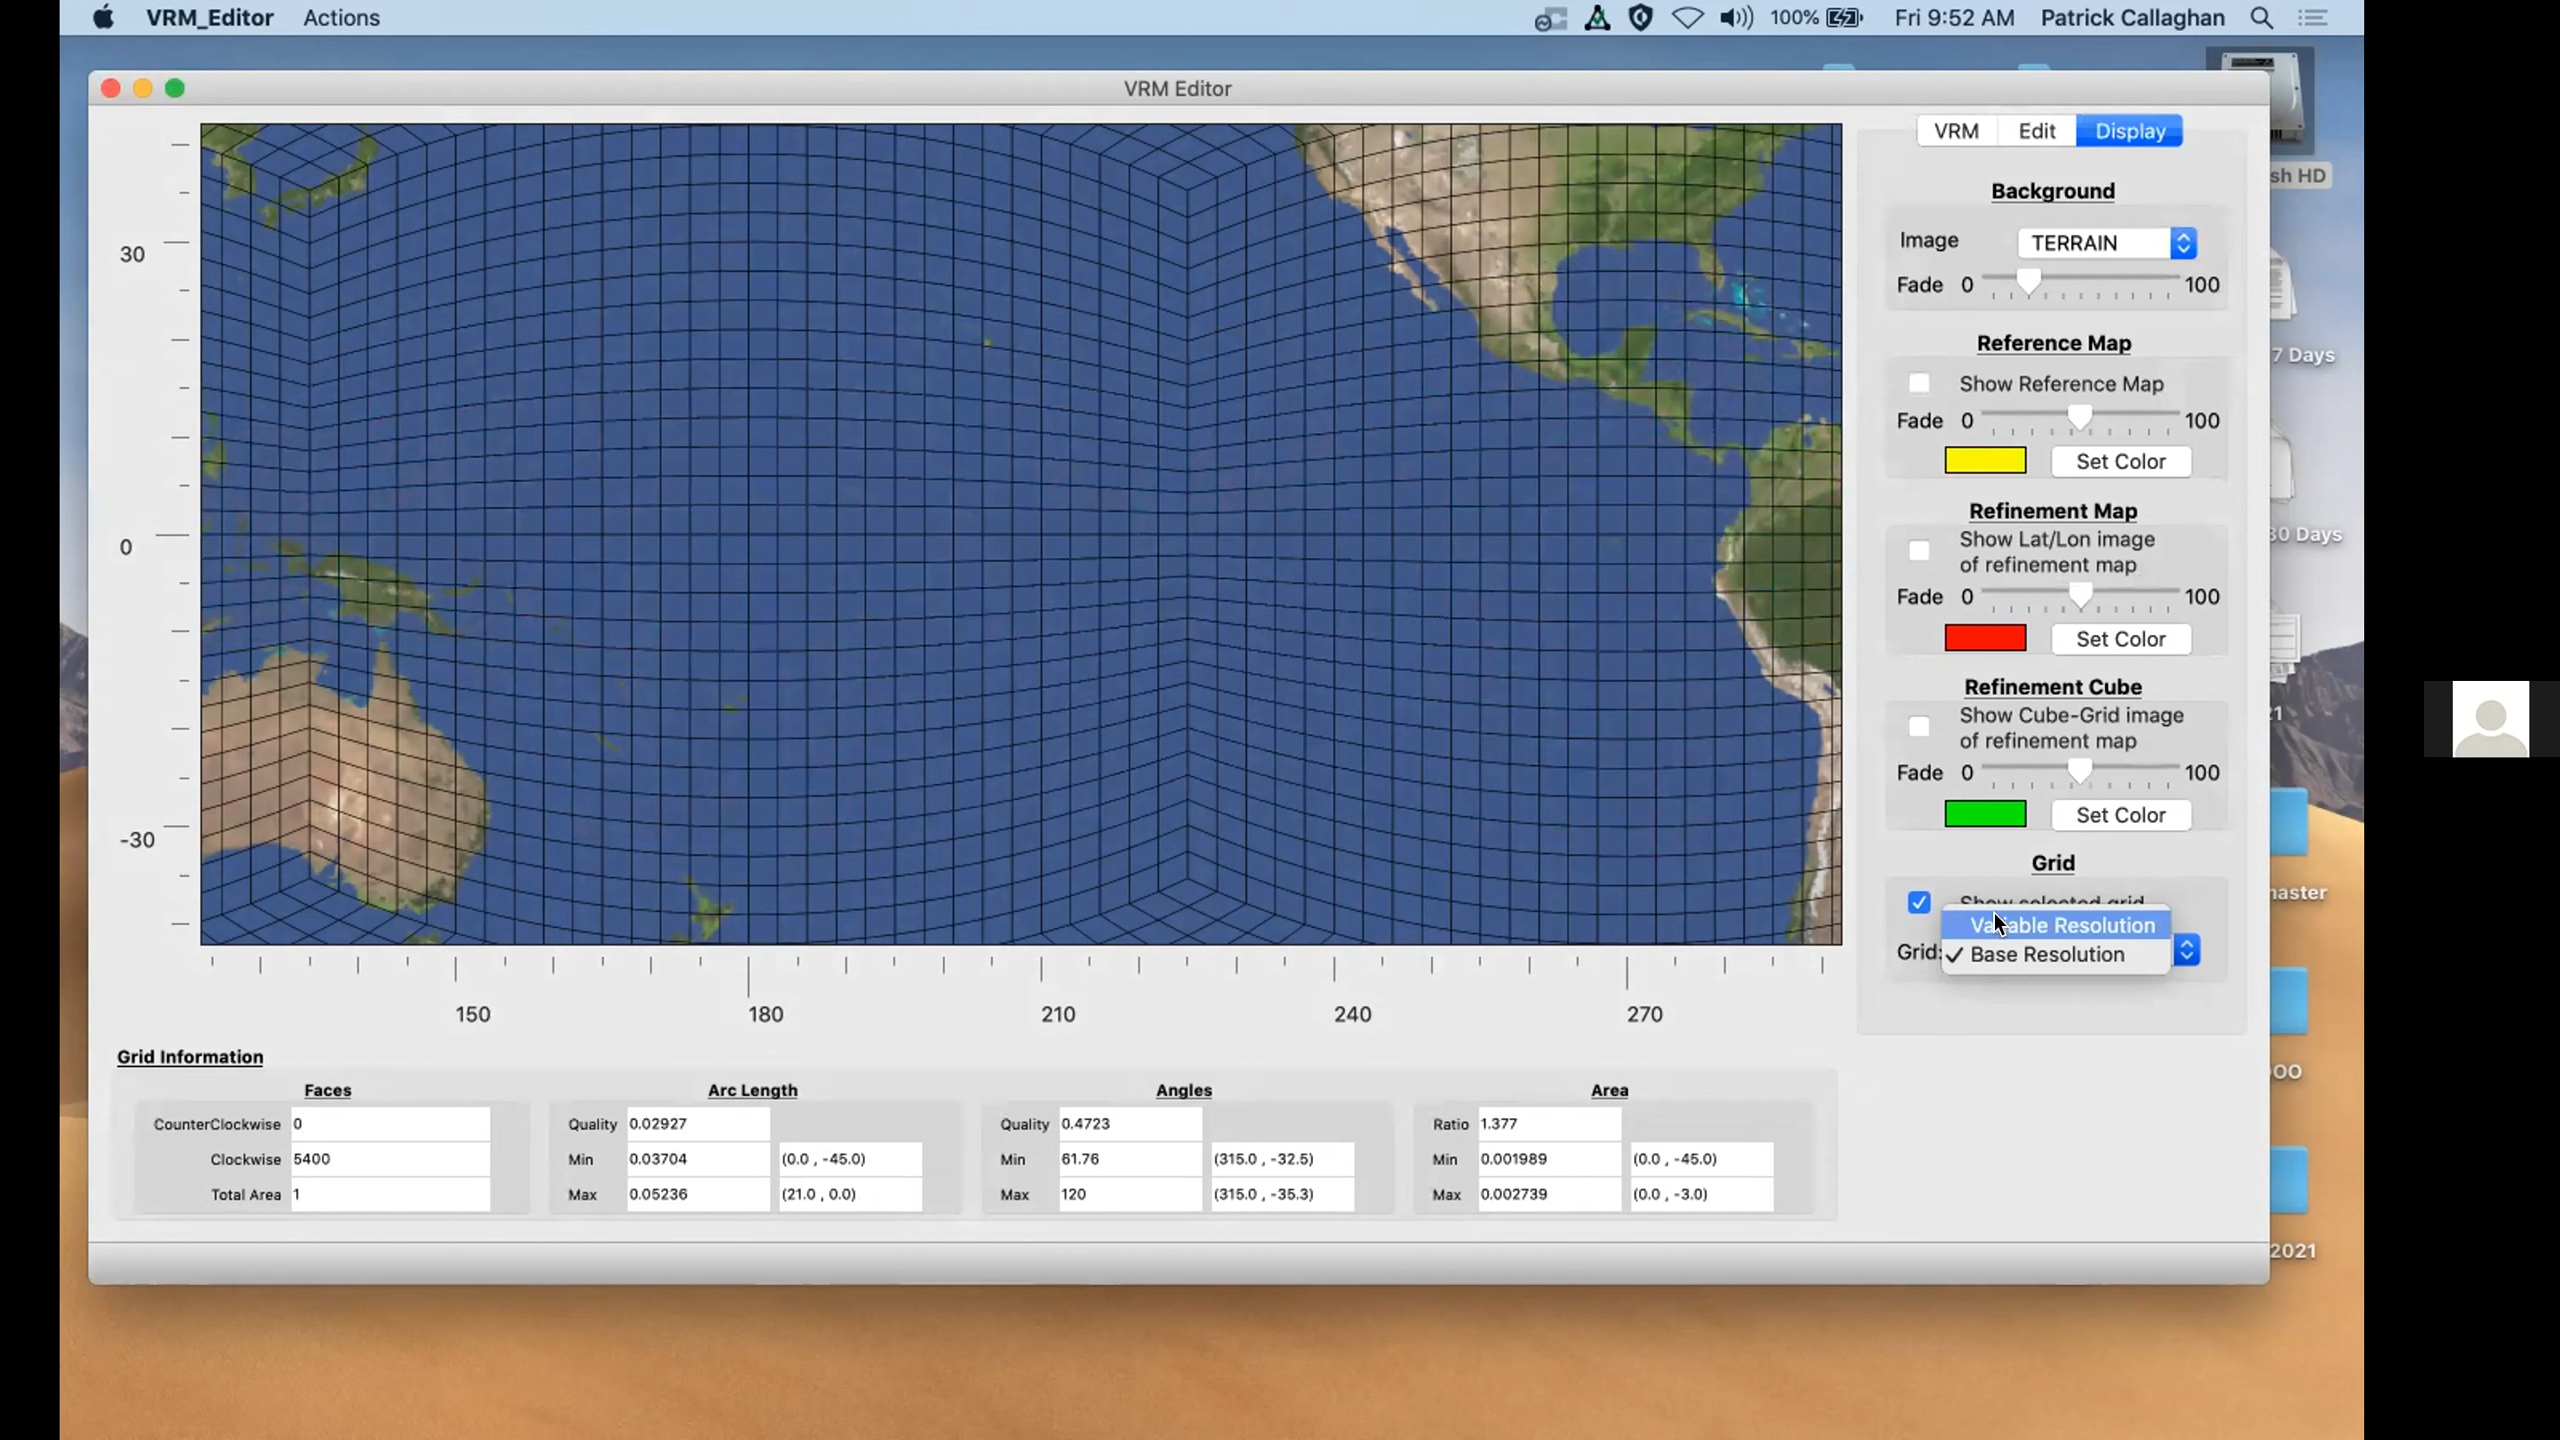 VRM_Editor Actions 100% Fri 9:52 AM Patrick Callaghan
VRM Editor
VRM Edit Display
Background
Image TERRAIN
Fade 0 100
Reference Map
Show Reference Map
Fade 0 100
Set Color
Refinement Map
Show Lat/Lon image
of refinement map
Fade 0 100
Set Color
Refinement Cube
Show Cube-Grid image
of refinement map
Fade 0 100
Set Color
Grid
Show selected grid
Variable Resolution
Grid: ✓ Base Resolution
30
0
-30
150 180 210 240 270
Grid Information
Faces
CounterClockwise 0
Clockwise 5400
Total Area 1
Arc Length
Quality 0.02927
Min 0.03704 (0.0 , -45.0)
Max 0.05236 (21.0 , 0.0)
Angles
Quality 0.4723
Min 61.76 (315.0 , -32.5)
Max 120 (315.0 , -35.3)
Area
Ratio 1.377
Min 0.001989 (0.0 , -45.0)
Max 0.002739 (0.0 , -3.0)
sh HD
7 Days
30 Days
21
master
OO
2021